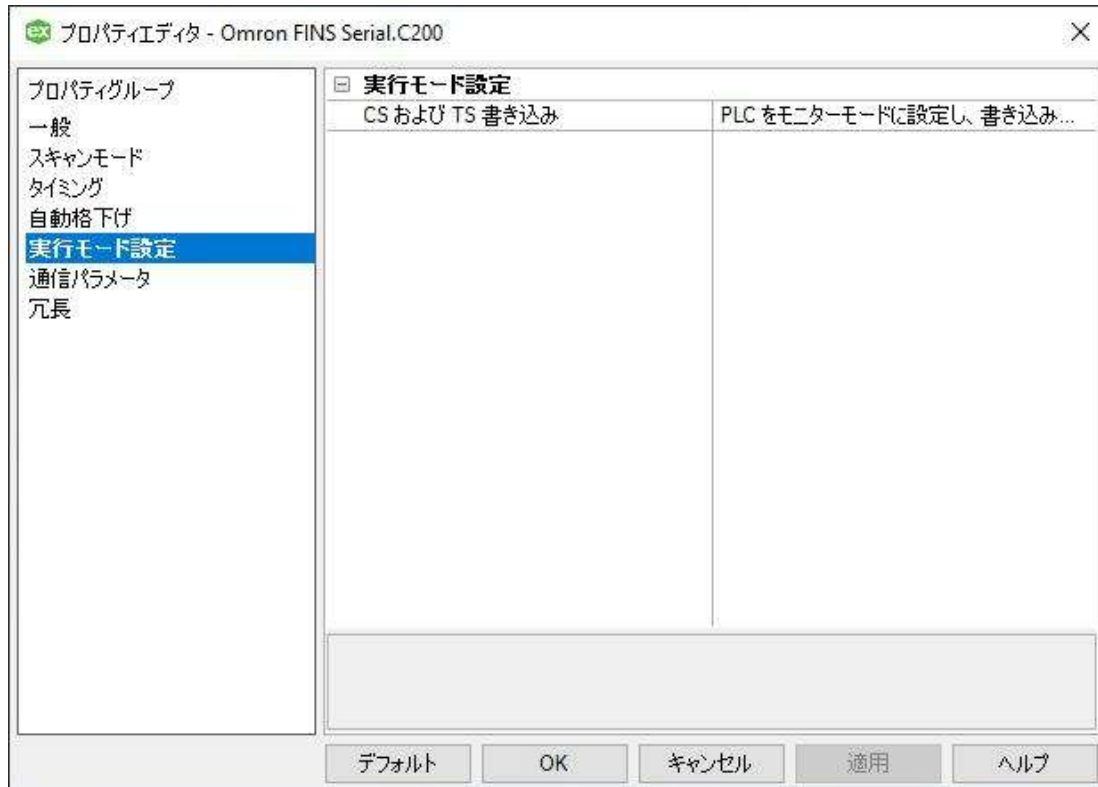 プロパティエディタ - Omron FINS Serial.C200
プロパティグループ
一般
スキャンモード
タイミング
自動格下げ
実行モード設定
通信パラメータ
冗長
実行モード設定
CS および TS 書き込み
PLC をモニターモードに設定し、書き込み...
デフォルト
OK
キャンセル
適用
ヘルプ